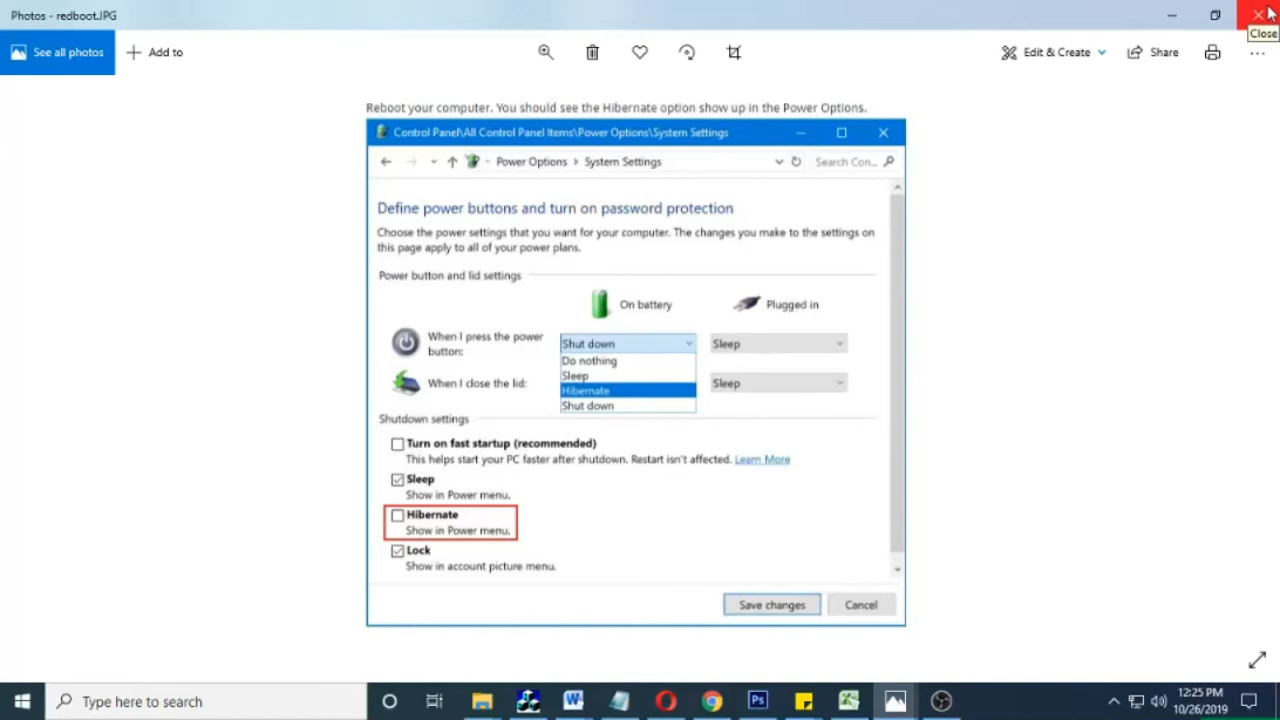 Photos - redboot.JPG
Close
See all photos
Add to
Edit & Create
Share
Reboot your computer. You should see the Hibernate option show up in the Power Options.
Control Panel\All Control Panel Items\Power Options\System Settings
Power Options > System Settings
Search Con...
Define power buttons and turn on password protection
Choose the power settings that you want for your computer. The changes you make to the settings on
this page apply to all of your power plans.
Power button and lid settings
On battery
Plugged in
When I press the power
button:
Shut down
Sleep
Do nothing
Sleep
Hibernate
Shut down
When I close the lid:
Sleep
Shutdown settings
Turn on fast startup (recommended)
This helps start your PC faster after shutdown. Restart isn't affected. Learn More
Sleep
Show in Power menu.
Hibernate
Show in Power menu.
Lock
Show in account picture menu.
Save changes
Cancel
Type here to search
W
Ps
12:25 PM
10/26/2019